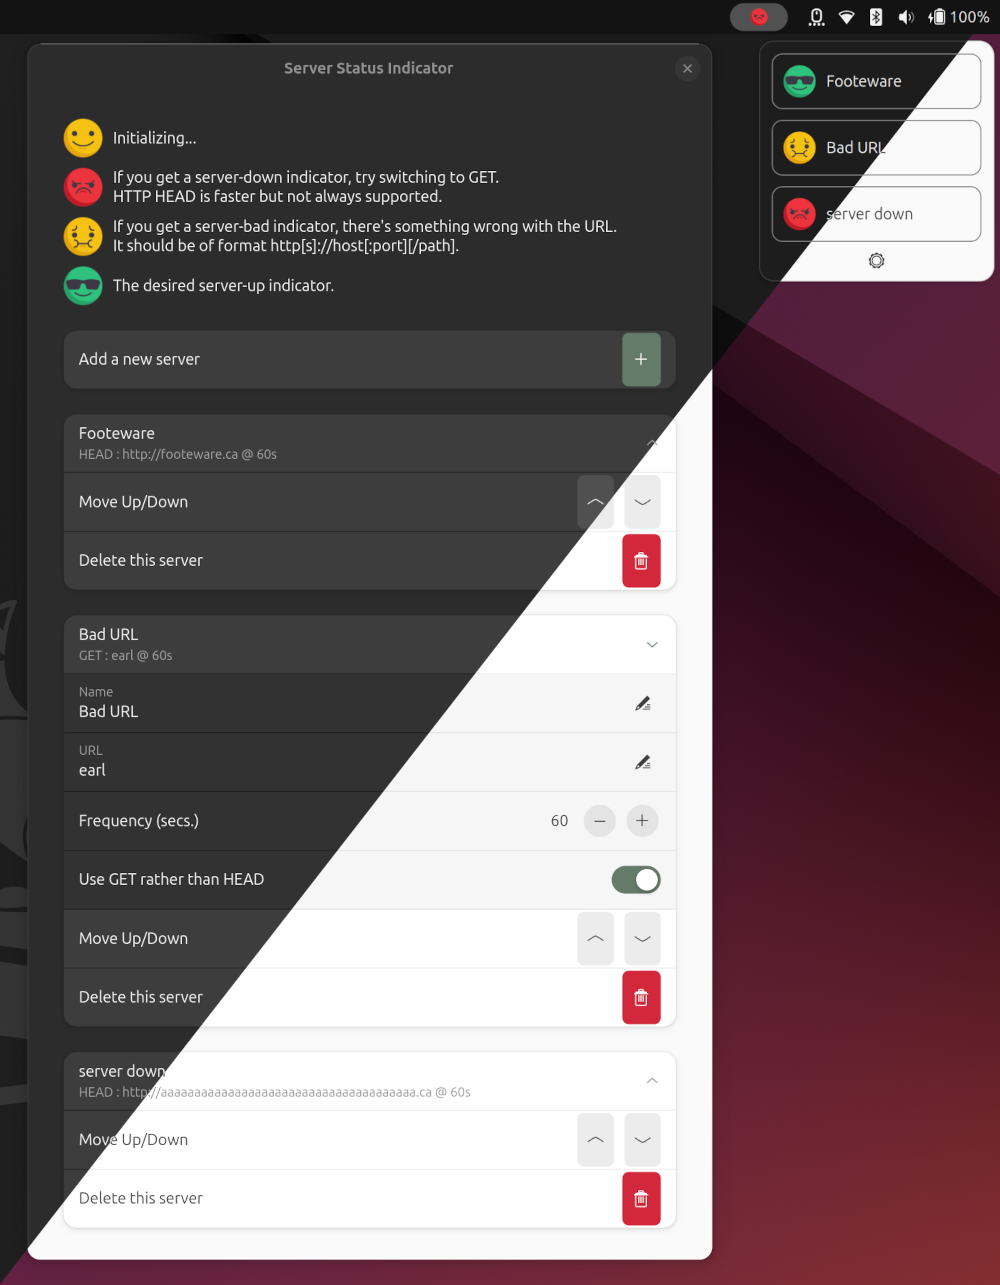 100%
Server Status Indicator
Initializing...
If you get a server-down indicator, try switching to GET.
HTTP HEAD is faster but not always supported.
If you get a server-bad indicator, there's something wrong with the URL.
It should be of format http[s]://host[:port][/path].
The desired server-up indicator.
Add a new server
Footeware
HEAD : http://footeware.ca @ 60s
Move Up/Down
Delete this server
Bad URL
GET : earl @ 60s
Name
Bad URL
URL
earl
Frequency (secs.) 60
Use GET rather than HEAD
Move Up/Down
Delete this server
server down
HEAD : http://aaaaaaaaaaaaaaaaaaaaaaaaaaaaaaaaaaaaaa.ca @ 60s
Move Up/Down
Delete this server
Footeware
Bad URL
server down